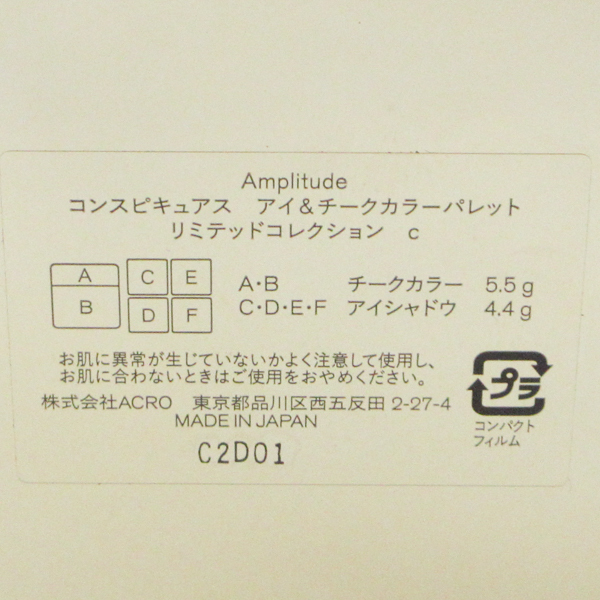 Amplitude
コンスピキュアス アイ&チークカラーパレット
リミテッドコレクション c
A C E
B D F
A・B チークカラー 5.5g
C・D・E・F アイシャドウ 4.4g
お肌に異常が生じていないかよく注意して使用し、
お肌に合わないときはご使用をおやめください。
株式会社ACRO 東京都品川区西五反田 2-27-4
MADE IN JAPAN
C2D01
プラ
コンパクト
フィルム